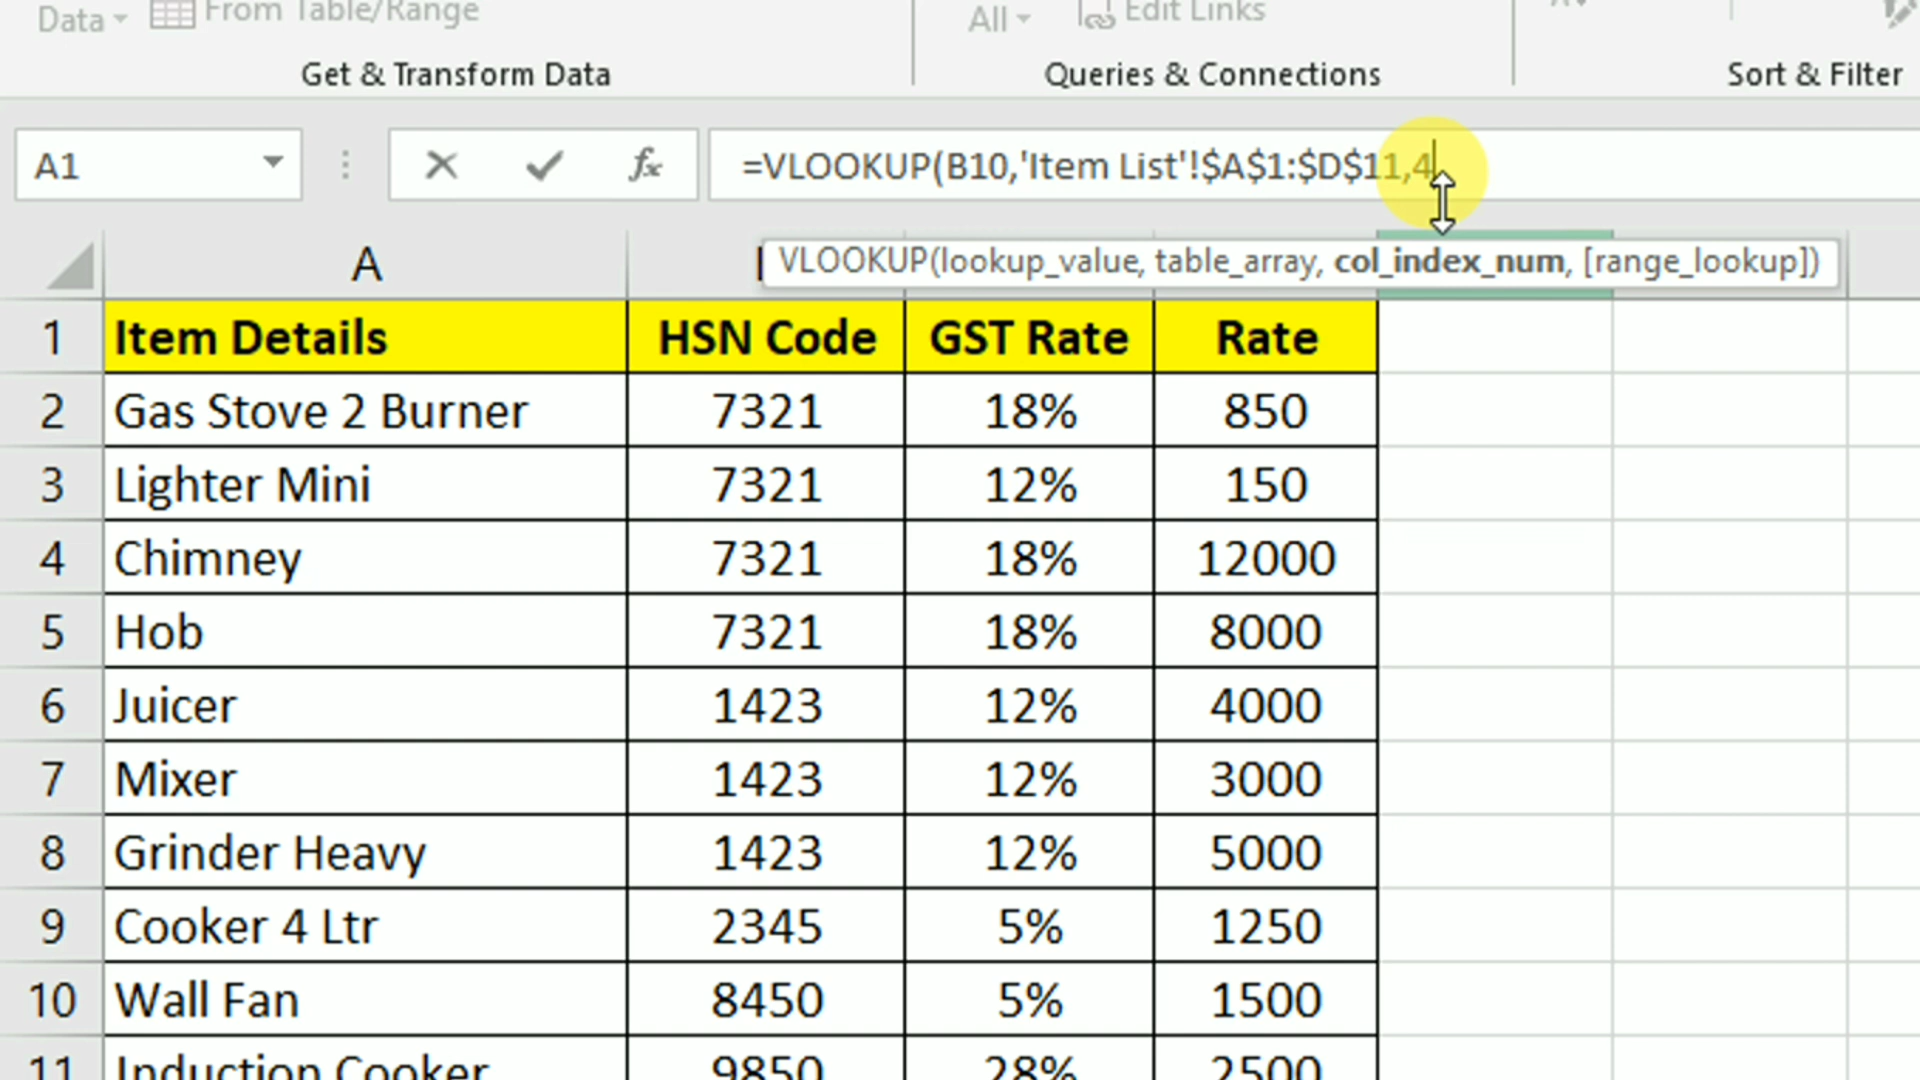 Data From Table/Range All Edit Links
Get & Transform Data Queries & Connections Sort & Filter
A1 fx =VLOOKUP(B10,'Item List'!$A$1:$D$11,4
A VLOOKUP(lookup_value, table_array, col_index_num, [range_lookup])
1 Item Details HSN Code GST Rate Rate
2 Gas Stove 2 Burner 7321 18% 850
3 Lighter Mini 7321 12% 150
4 Chimney 7321 18% 12000
5 Hob 7321 18% 8000
6 Juicer 1423 12% 4000
7 Mixer 1423 12% 3000
8 Grinder Heavy 1423 12% 5000
9 Cooker 4 Ltr 2345 5% 1250
10 Wall Fan 8450 5% 1500
11 Induction Cooker 9850 28% 2500